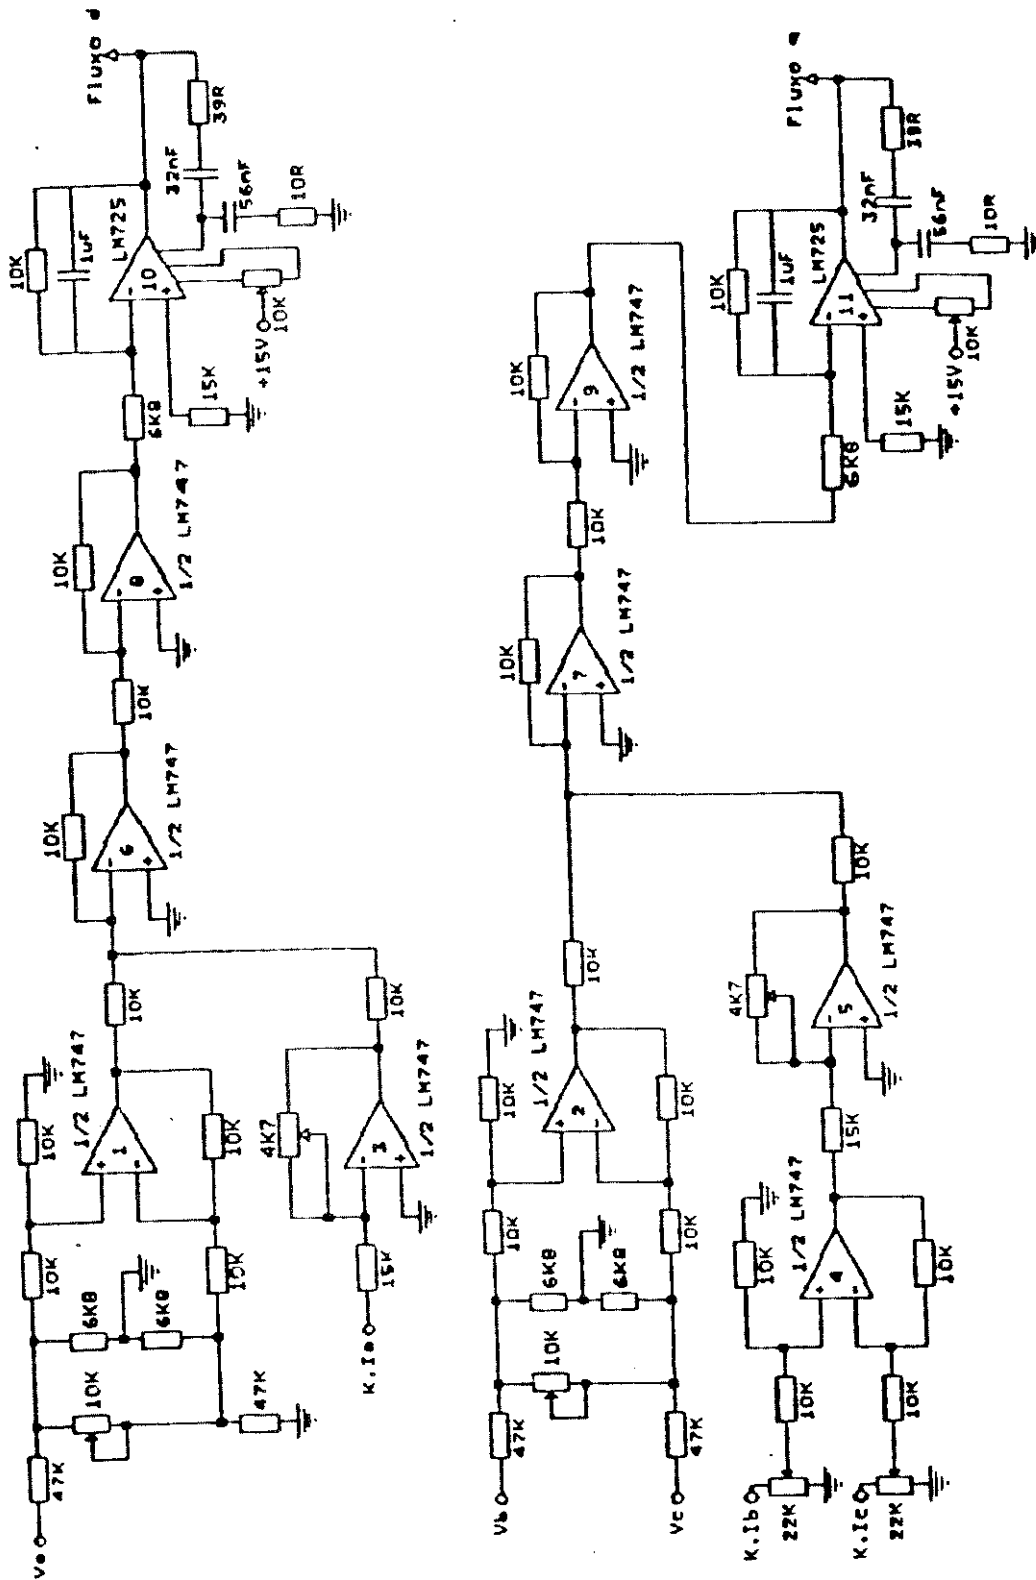 Va
47K
10K
6K8
6K8
47K
10K
10K
10K
10K
+
1
-
1/2 LM747
10K
K.Ia
15K
4K7
-
3
+
1/2 LM747
10K
10K
-
6
+
1/2 LM747
10K
10K
-
8
+
1/2 LM747
6K8
10K
1uF
LM725
-
10
+
15K
+15V
10K
32nF
56nF
10R
39R
Fluxo d
Vb
47K
Vc
47K
10K
6K8
6K8
10K
10K
10K
10K
+
2
-
1/2 LM747
10K
K.Ib
22K
K.Ic
22K
10K
10K
10K
10K
+
4
-
1/2 LM747
15K
4K7
-
5
+
1/2 LM747
10K
10K
-
7
+
1/2 LM747
10K
10K
-
9
+
1/2 LM747
6K8
10K
1uF
LM725
-
11
+
15K
+15V
10K
32nF
56nF
10R
Fluxo q